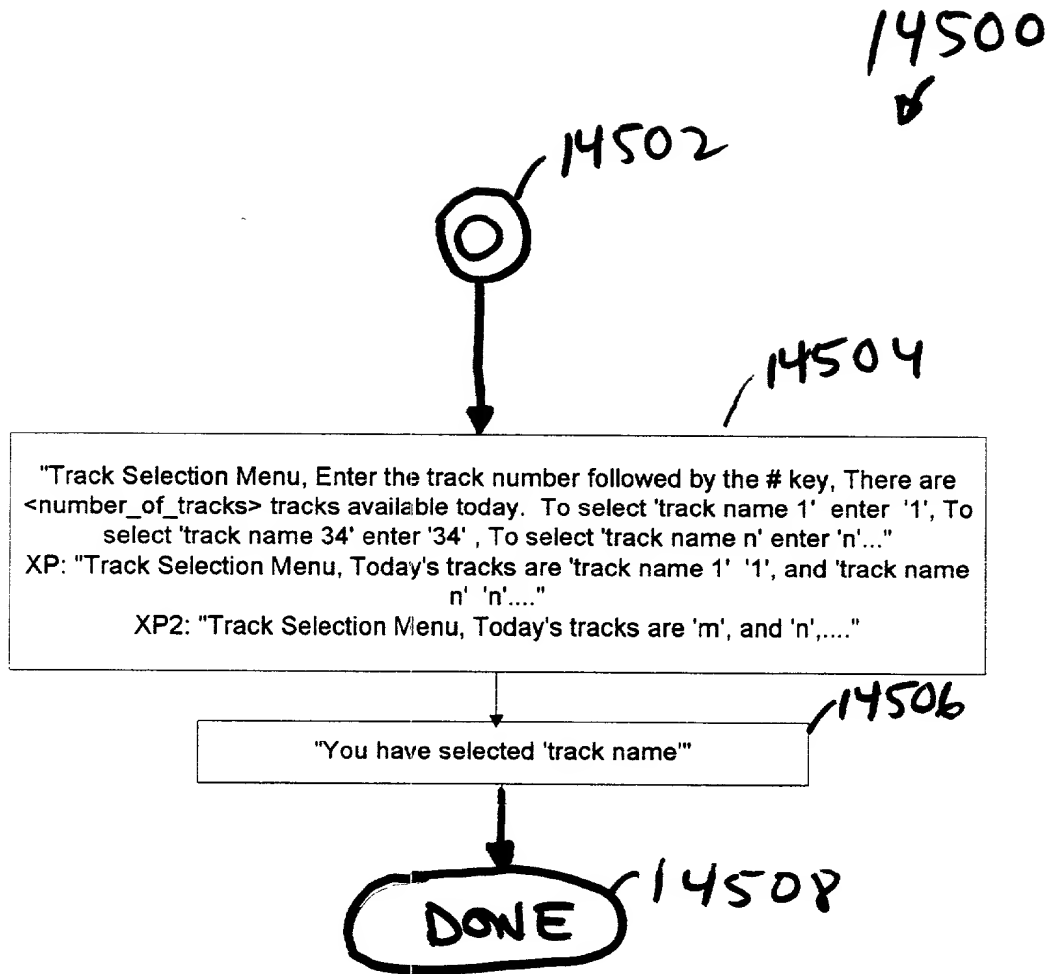 14500
14502
14504
"Track Selection Menu, Enter the track number followed by the # key, There are
<number_of_tracks> tracks available today. To select 'track name 1' enter '1', To
select 'track name 34' enter '34' , To select 'track name n' enter 'n'..."
XP: "Track Selection Menu, Today's tracks are 'track name 1' '1', and 'track name
n' 'n'...."
XP2: "Track Selection Menu, Today's tracks are 'm', and 'n',...."
14506
"You have selected 'track name'"
14508
DONE